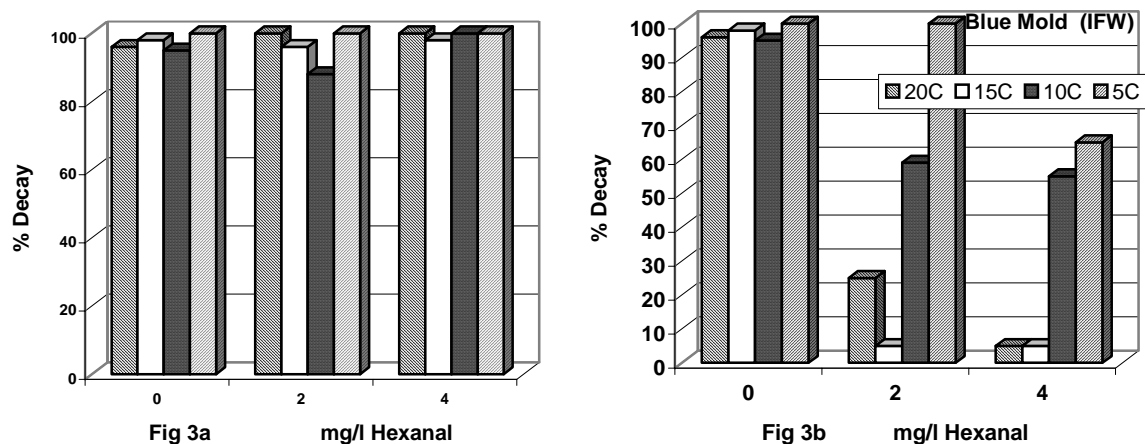 100
80
60
40
20
0
% Decay
0 2 4
Fig 3a mg/l Hexanal
Blue Mold (IFW)
20C 15C 10C 5C
100
90
80
70
60
50
40
30
20
10
0
% Decay
0 2 4
Fig 3b mg/l Hexanal